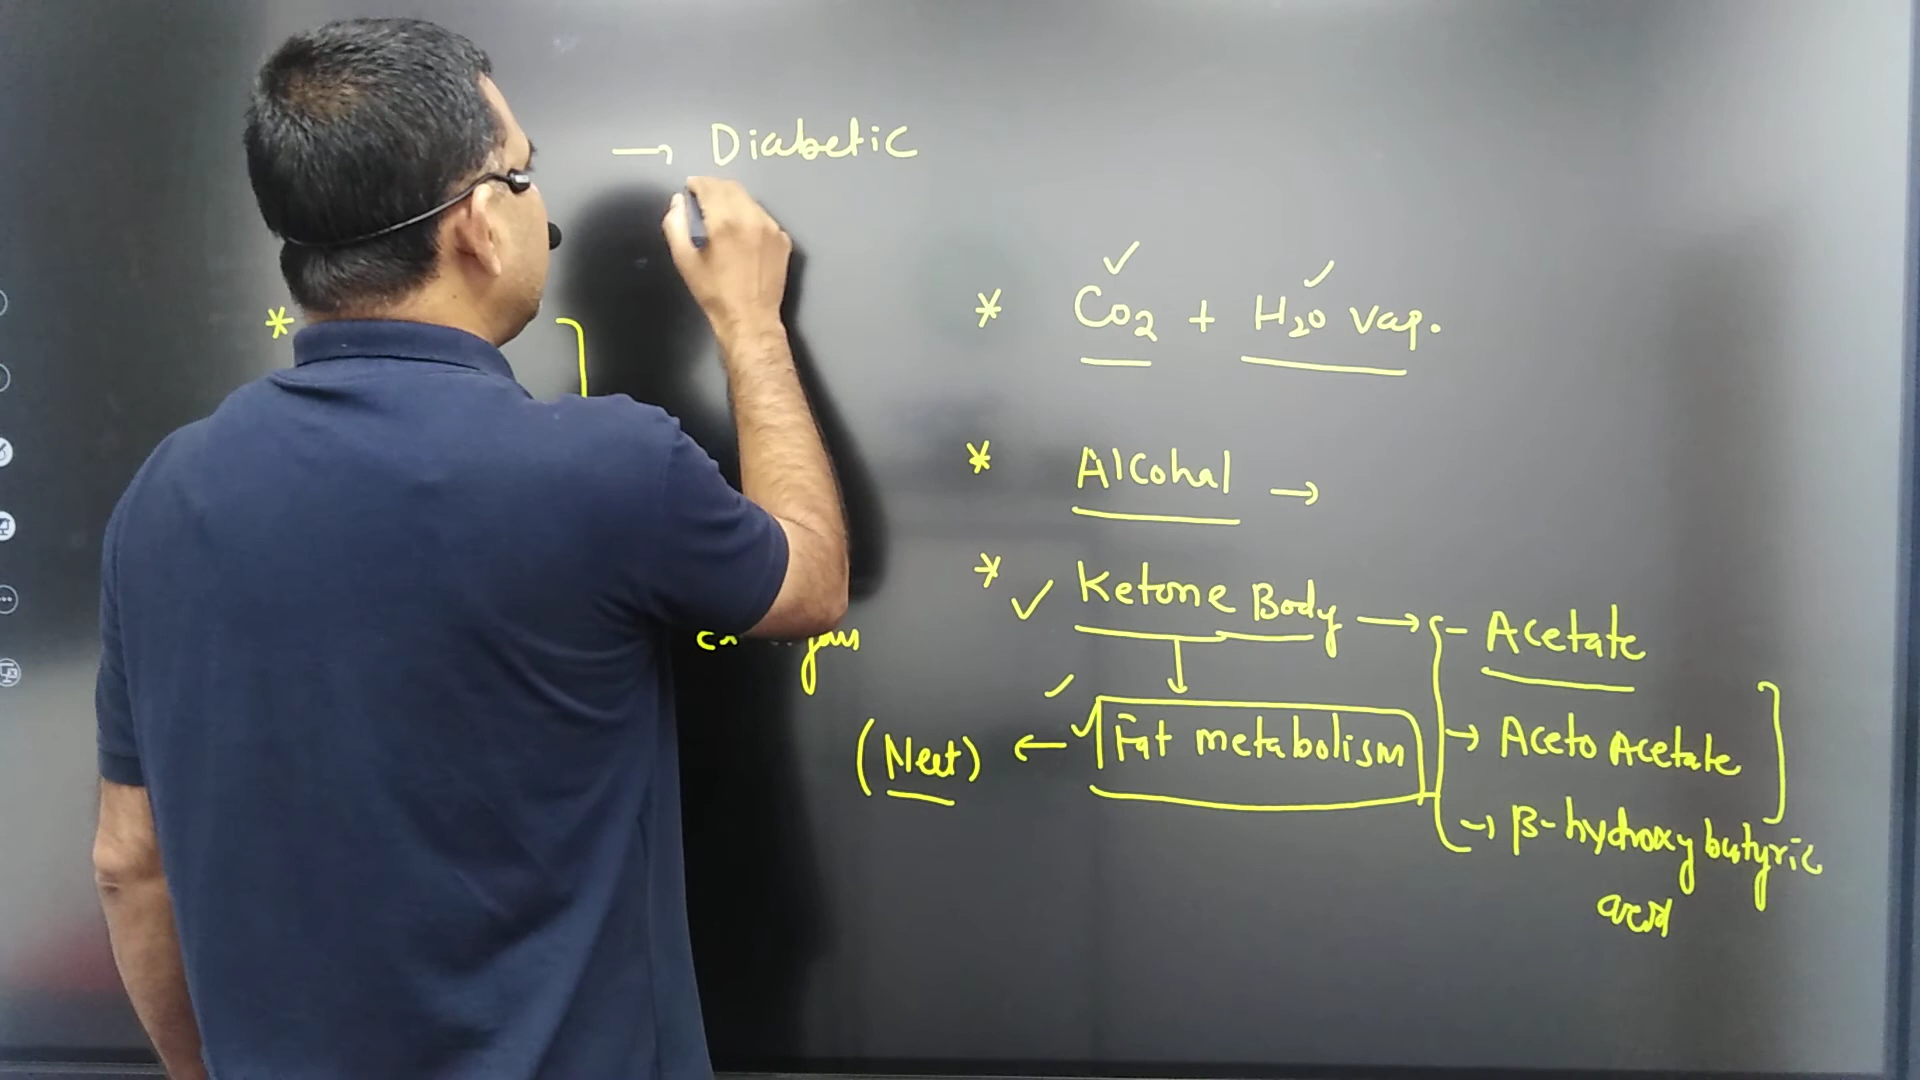 → Diabetic
* CO2 + H2O vap.
* Alcohal →
* ✓ Ketone Body → - Acetate
(Neet) ← ✓ Fat metabolism → Aceto Acetate
→ β-hydroxy butyric
acid